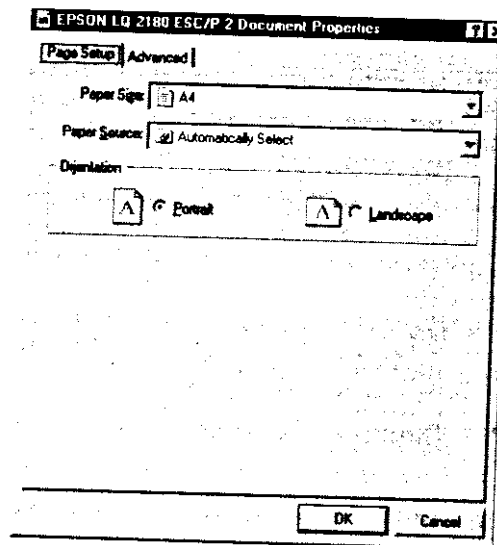 EPSON LQ 2180 ESC/P 2 Document Properties
Page Setup Advanced
Paper Size: A4
Paper Source: Automatically Select
Orientation
A Portrait A Landscape
OK Cancel